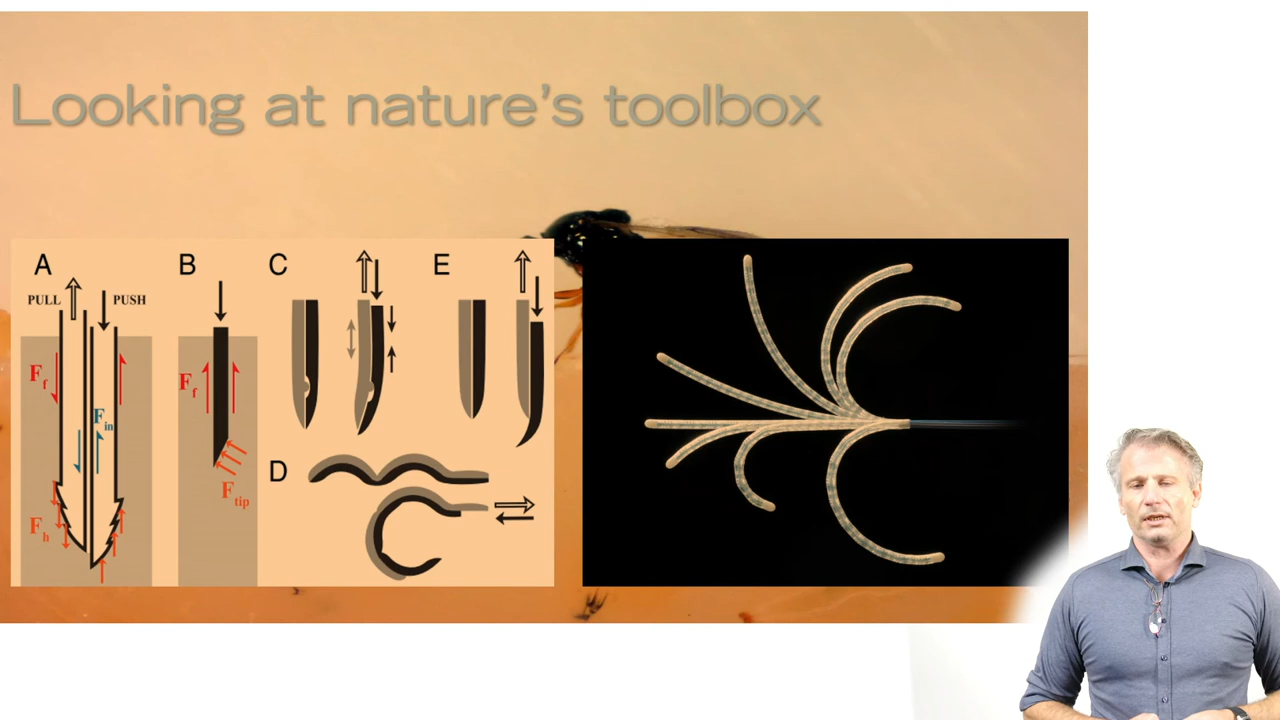 Looking at nature's toolbox
A
B
C
E
PULL
PUSH
F f
F f
F in
D
F tip
F h